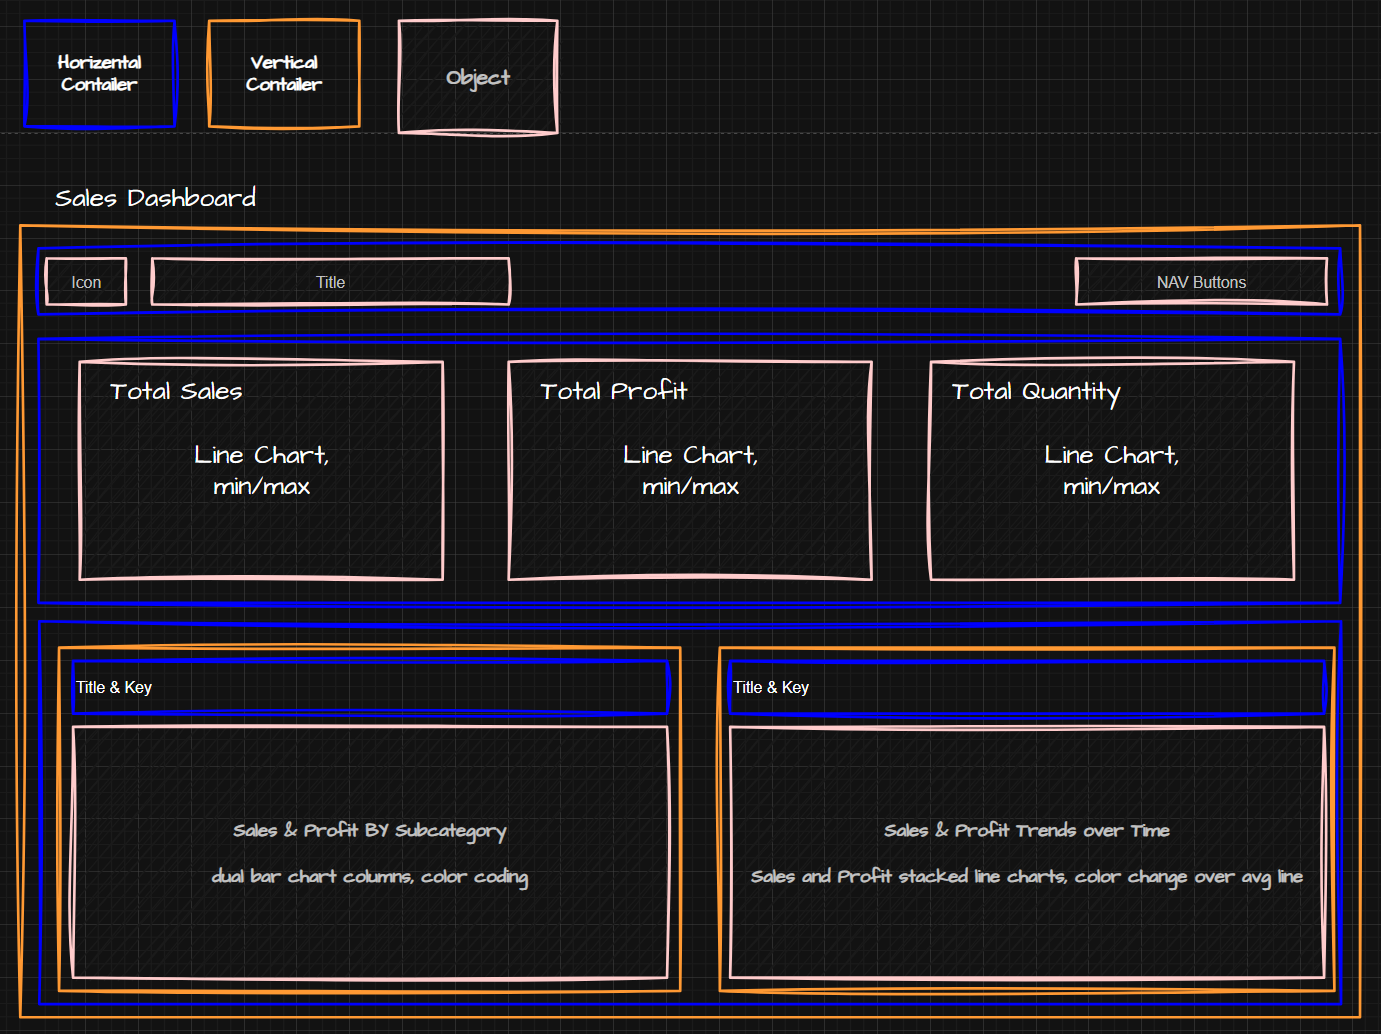 Horizental
Contailer
Vertical
Contailer
Object
Sales Dashboard
Icon
Title
NAV Buttons
Total Sales
Line Chart,
min/max
Total Profit
Line Chart,
min/max
Total Quantity
Line Chart,
min/max
Title & Key
Sales & Profit BY Subcategory
dual bar chart columns, color coding
Title & Key
Sales & Profit Trends over Time
Sales and Profit stacked line charts, color change over avg line